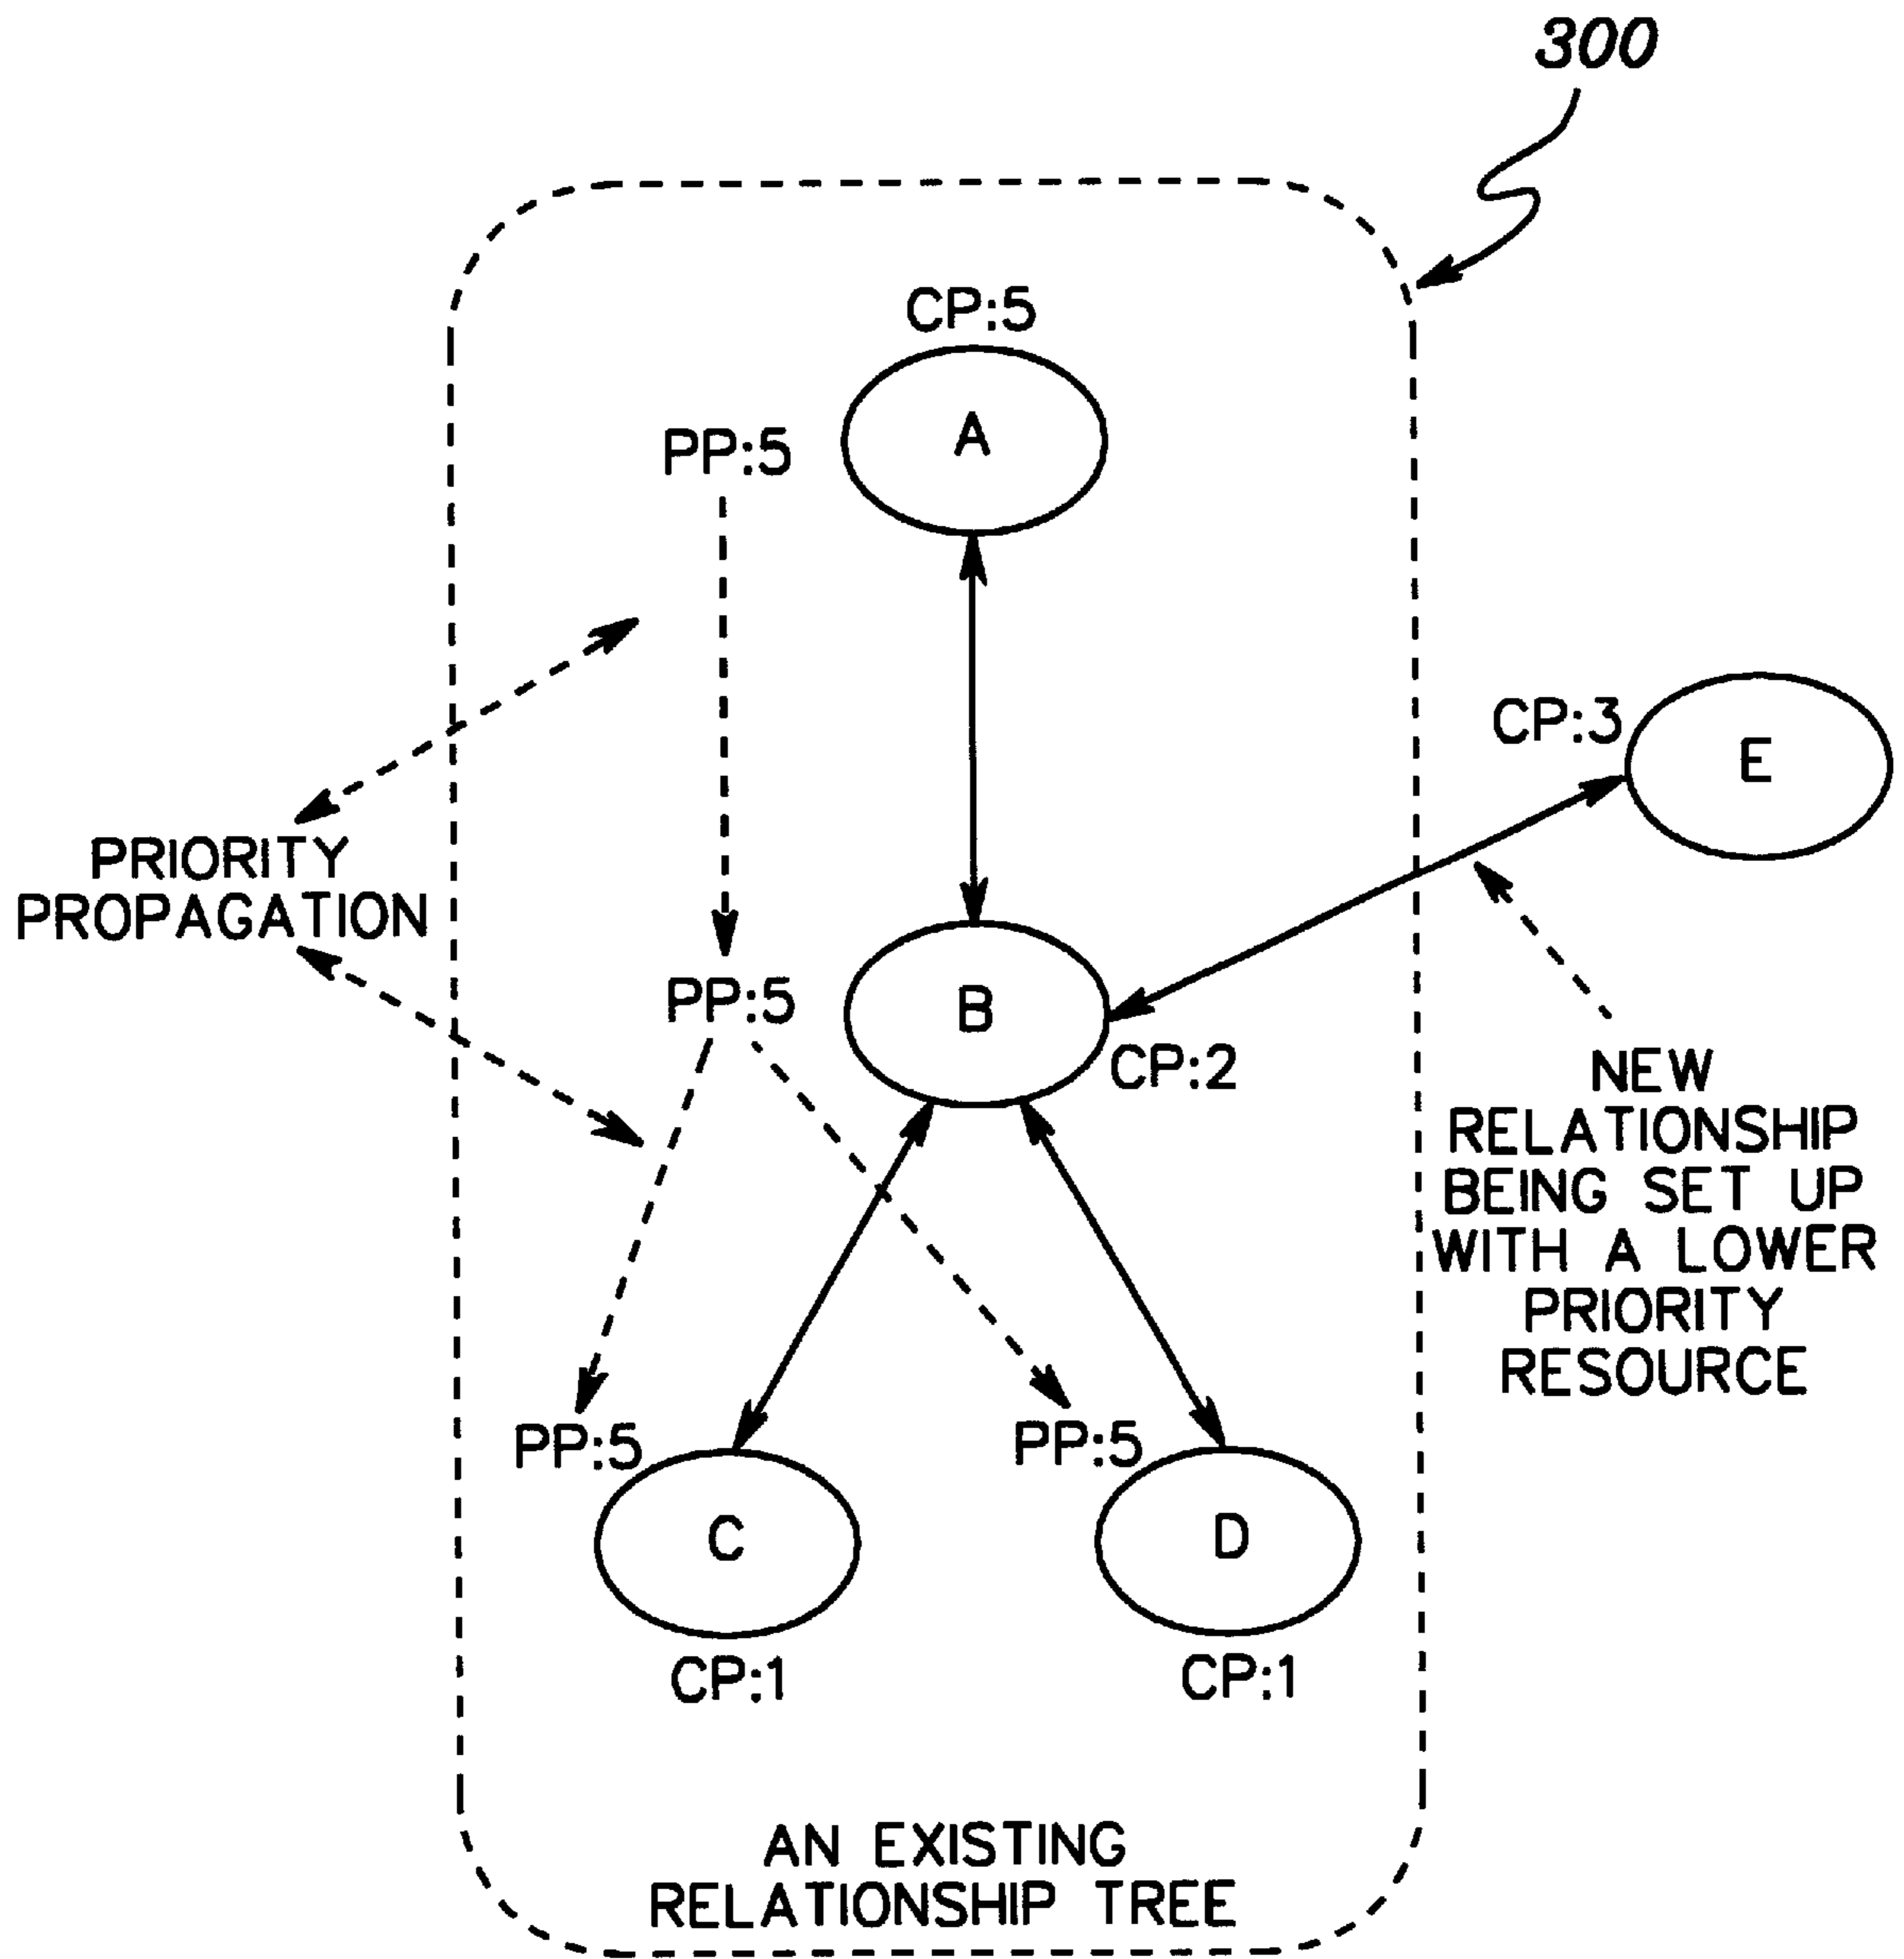 300
CP:5
A
PP:5
CP:3
E
PRIORITY
PROPAGATION
PP:5
B
CP:2
NEW
RELATIONSHIP
BEING SET UP
WITH A LOWER
PRIORITY
RESOURCE
PP:5
PP:5
C
D
CP:1
CP:1
AN EXISTING
RELATIONSHIP TREE